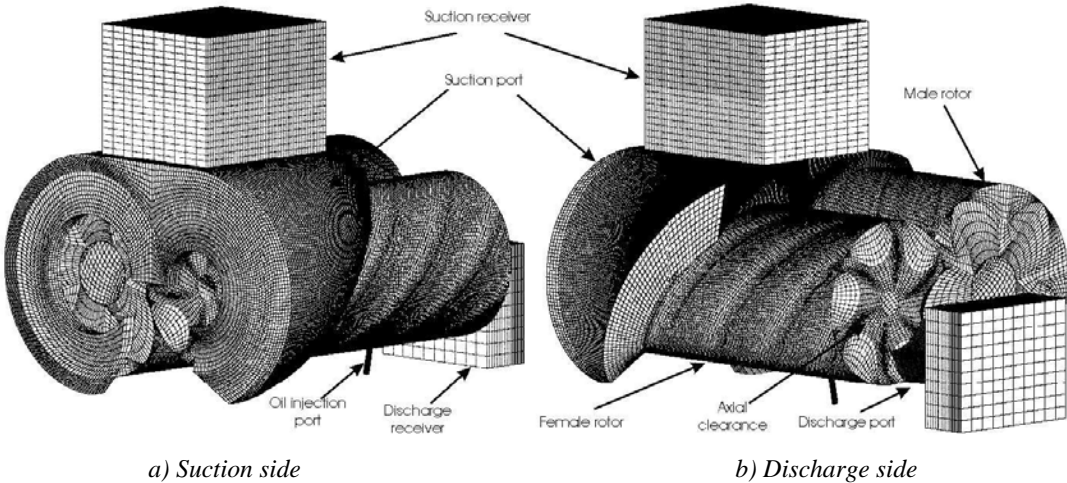 Suction receiver
Suction port
Male rotor
Oil injection
port
Discharge
receiver
Female rotor
Axial
clearance
Discharge port
a) Suction side
b) Discharge side